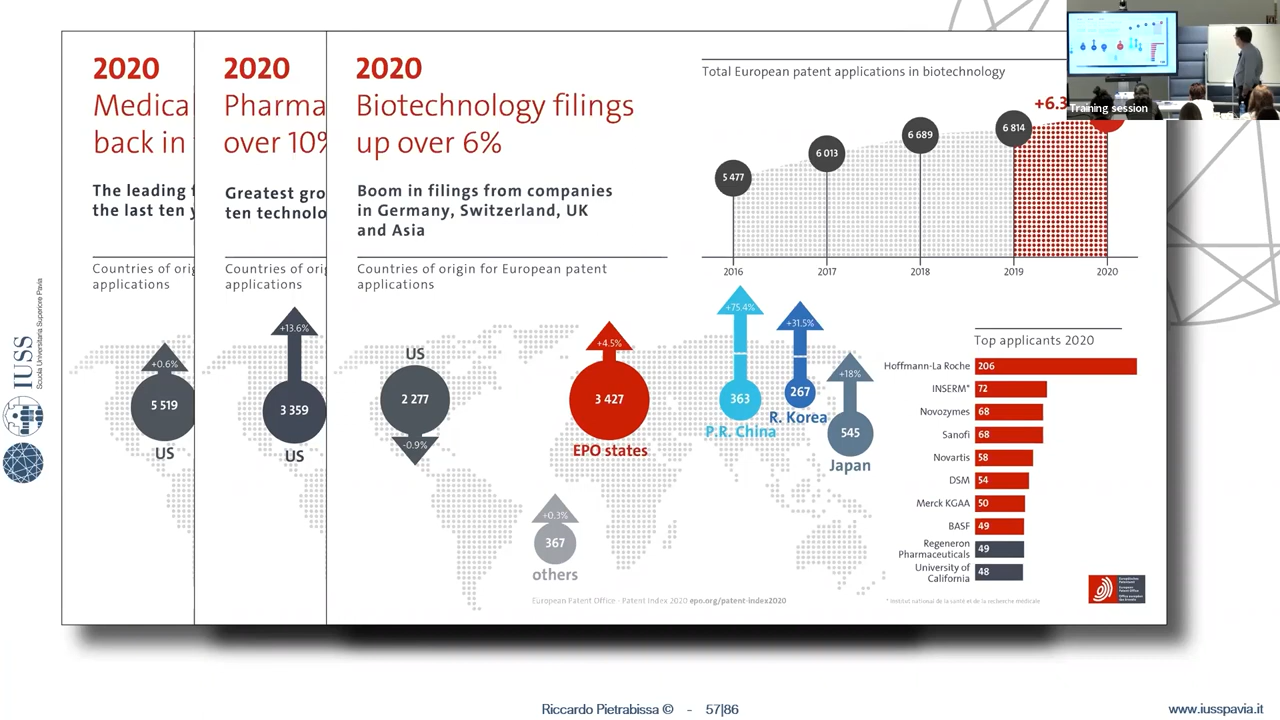 2020
Medica
back in
The leading f
the last ten y
Countries of orig
applications
+0.6%
5 519
US
2020
Pharma
over 10%
Greatest gro
ten technolo
Countries of orig
applications
+13.6%
3 359
US
2020
Biotechnology filings
up over 6%
Boom in filings from companies
in Germany, Switzerland, UK
and Asia
Countries of origin for European patent
applications
US
2 277
-0.9%
+4.5%
3 427
EPO states
+0.3%
367
others
+75.4%
363
P.R. China
+31.5%
267
R. Korea
+18%
545
Japan
European Patent Office - Patent Index 2020 epo.org/patent-index2020
Total European patent applications in biotechnology
+6.3
5 477
6 013
6 689
6 814
2016
2017
2018
2019
2020
Top applicants 2020
Hoffmann-La Roche 206
INSERM* 72
Novozymes 68
Sanofi 68
Novartis 58
DSM 54
Merck KGAA 50
BASF 49
Regeneron
Pharmaceuticals 49
University of
California 48
* Institut national de la santé et de la recherche médicale
Training session
IUSS
Scuola Universitaria Superiore Pavia
Riccardo Pietrabissa © - 57|86
www.iusspavia.it